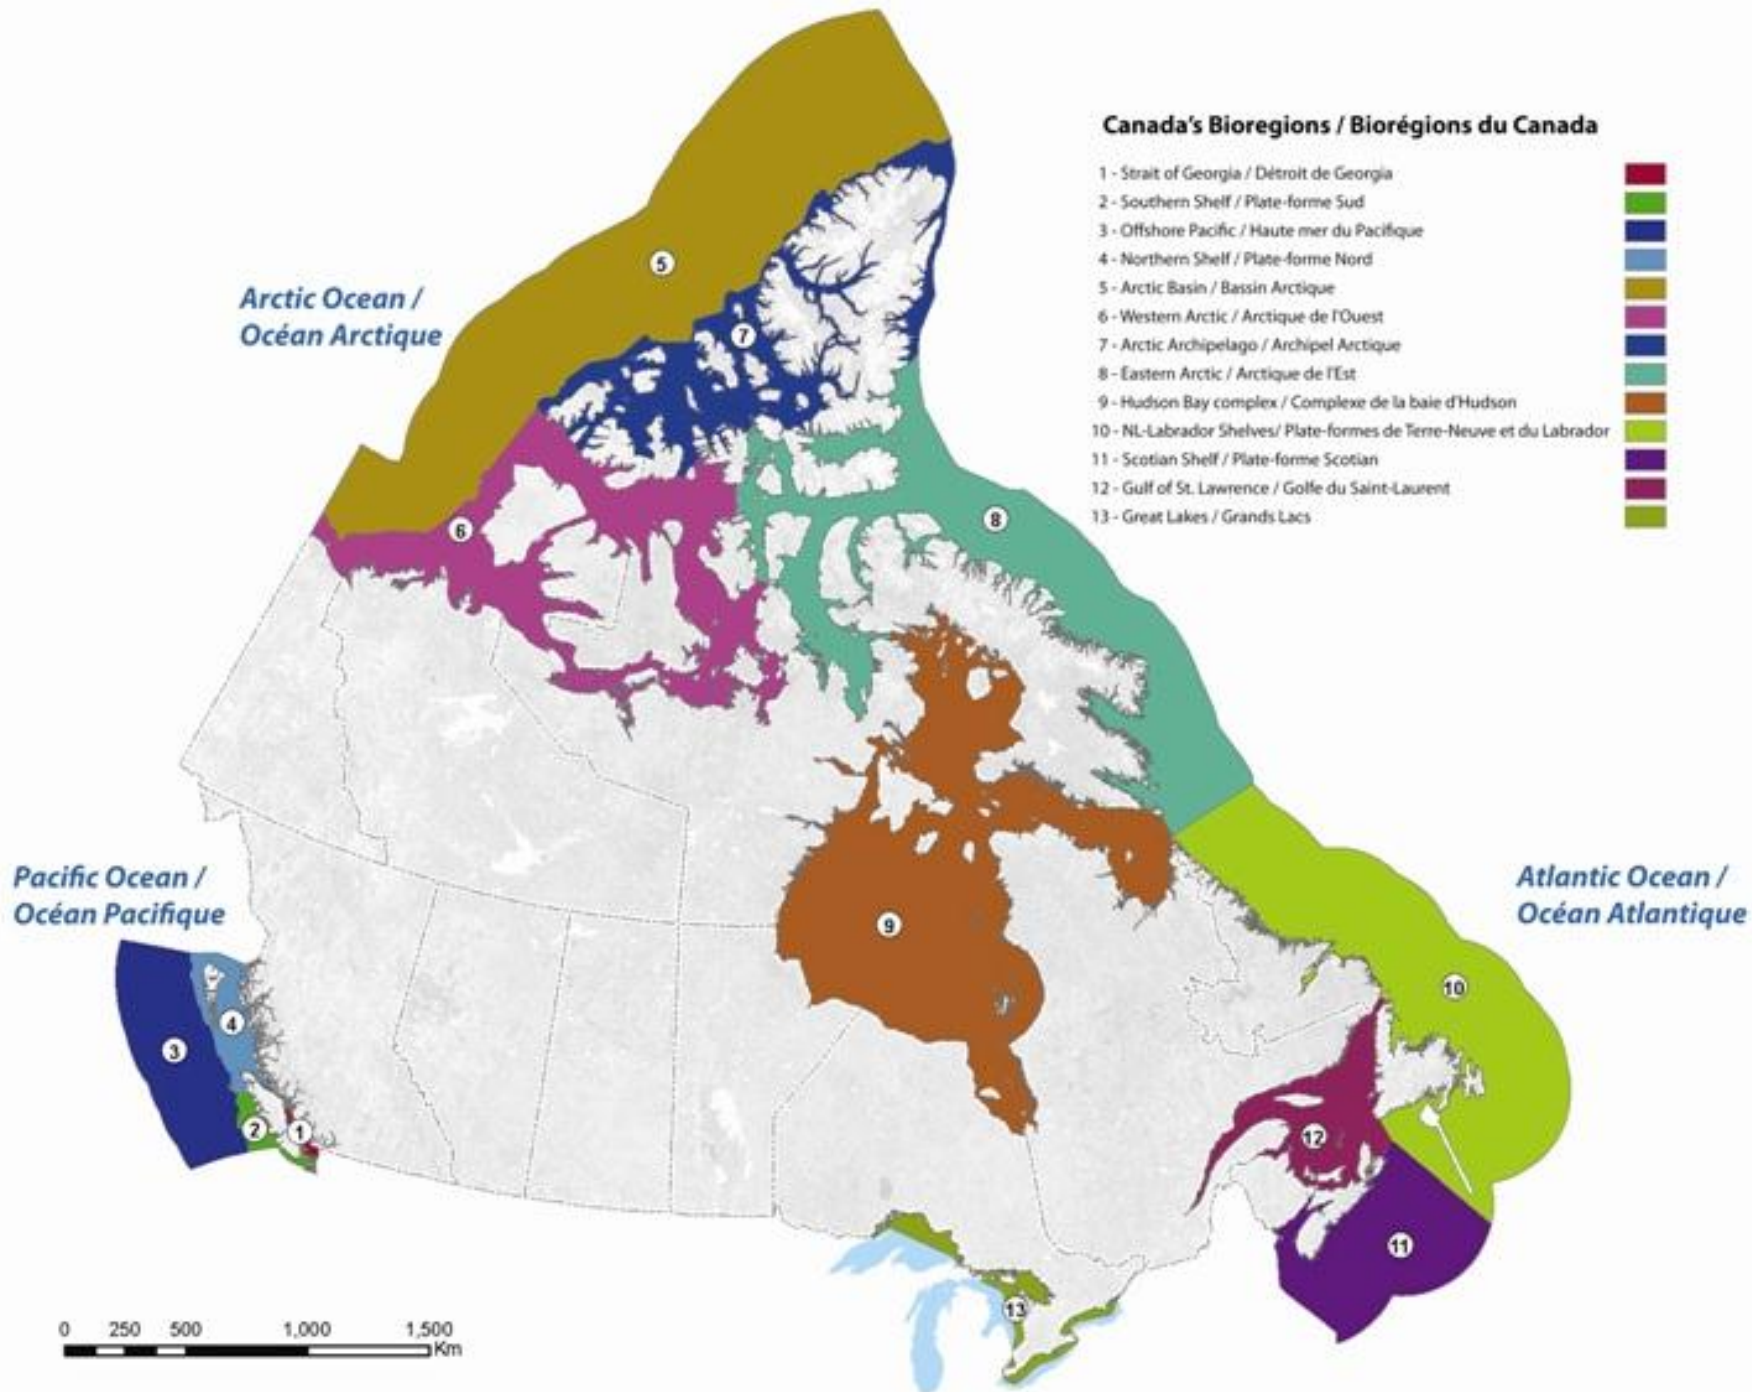 Canada's Bioregions / Biorégions du Canada
1 - Strait of Georgia / Détroit de Georgia
2 - Southern Shelf / Plate-forme Sud
3 - Offshore Pacific / Haute mer du Pacifique
4 - Northern Shelf / Plate-forme Nord
5 - Arctic Basin / Bassin Arctique
6 - Western Arctic / Arctique de l'Ouest
7 - Arctic Archipelago / Archipel Arctique
8 - Eastern Arctic / Arctique de l'Est
9 - Hudson Bay complex / Complexe de la baie d'Hudson
10 - NL-Labrador Shelves/ Plate-formes de Terre-Neuve et du Labrador
11 - Scotian Shelf / Plate-forme Scotian
12 - Gulf of St. Lawrence / Golfe du Saint-Laurent
13 - Great Lakes / Grands Lacs
Arctic Ocean /
Océan Arctique
5
7
6
8
Pacific Ocean /
Océan Pacifique
Atlantic Ocean /
Océan Atlantique
9
10
4
3
2
1
12
11
13
0 250 500 1,000 1,500
Km